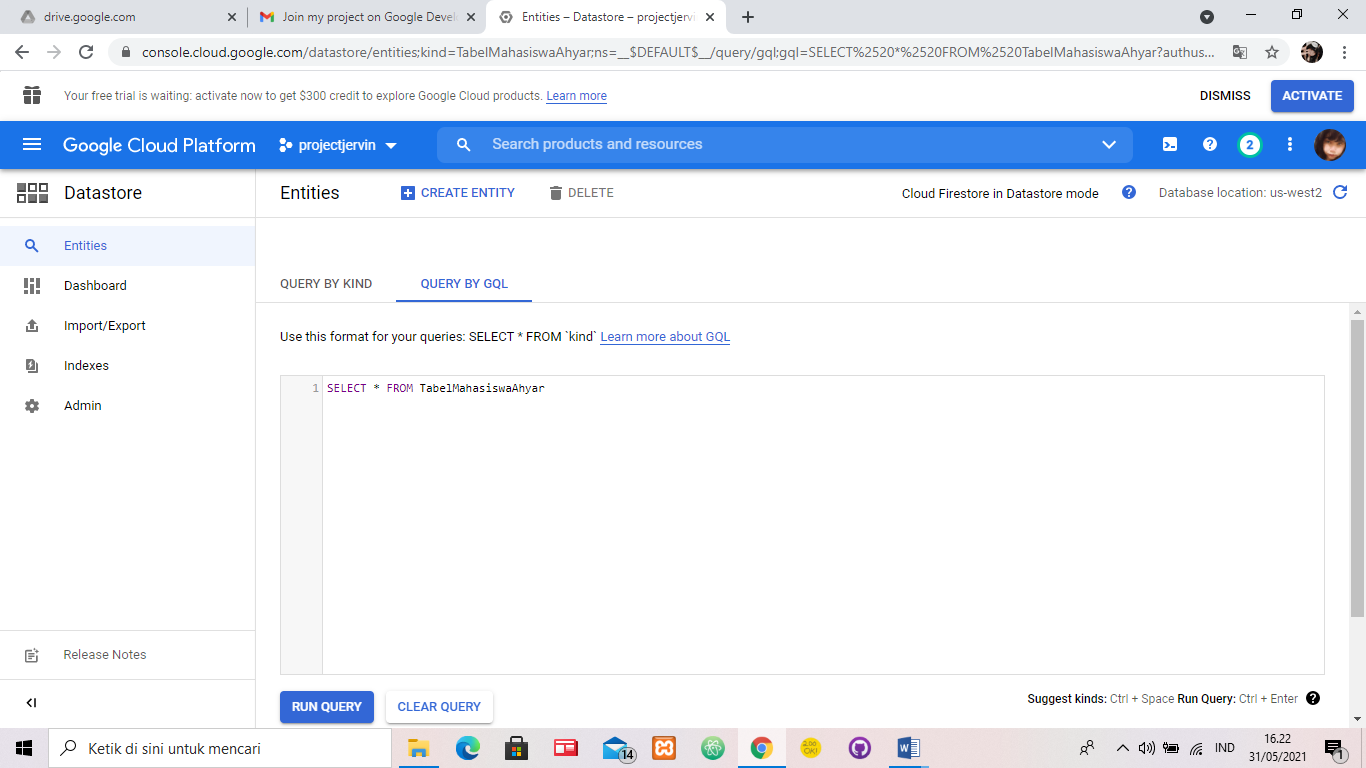 drive.google.com
Join my project on Google Devel
Entities – Datastore – projectjervi
console.cloud.google.com/datastore/entities;kind=TabelMahasiswaAhyar;ns=__$DEFAULT$__/query/gql;gql=SELECT%2520*%2520FROM%2520TabelMahasiswaAhyar?authus...
Your free trial is waiting: activate now to get $300 credit to explore Google Cloud products. Learn more
DISMISS
ACTIVATE
Google Cloud Platform
projectjervin
Search products and resources
2
Datastore
Entities
CREATE ENTITY
DELETE
Cloud Firestore in Datastore mode
Database location: us-west2
Entities
Dashboard
Import/Export
Indexes
Admin
Release Notes
QUERY BY KIND
QUERY BY GQL
Use this format for your queries: SELECT * FROM `kind` Learn more about GQL
1 SELECT * FROM TabelMahasiswaAhyar
RUN QUERY
CLEAR QUERY
Suggest kinds: Ctrl + Space Run Query: Ctrl + Enter
Ketik di sini untuk mencari
14
IND
16.22
31/05/2021
1